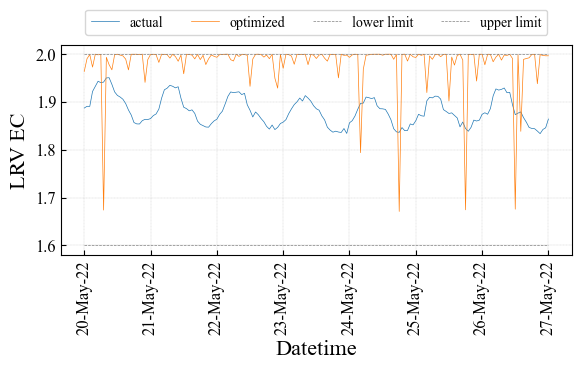 actual optimized lower limit upper limit
2.0
1.9
1.8
1.7
1.6
LRV EC
20-May-22
21-May-22
22-May-22
23-May-22
24-May-22
25-May-22
26-May-22
27-May-22
Datetime